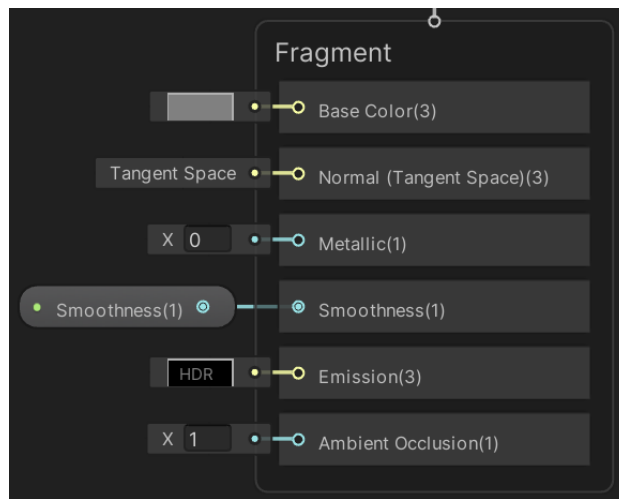 Fragment
Base Color(3)
Tangent Space Normal (Tangent Space)(3)
X 0 Metallic(1)
Smoothness(1) Smoothness(1)
HDR Emission(3)
X 1 Ambient Occlusion(1)